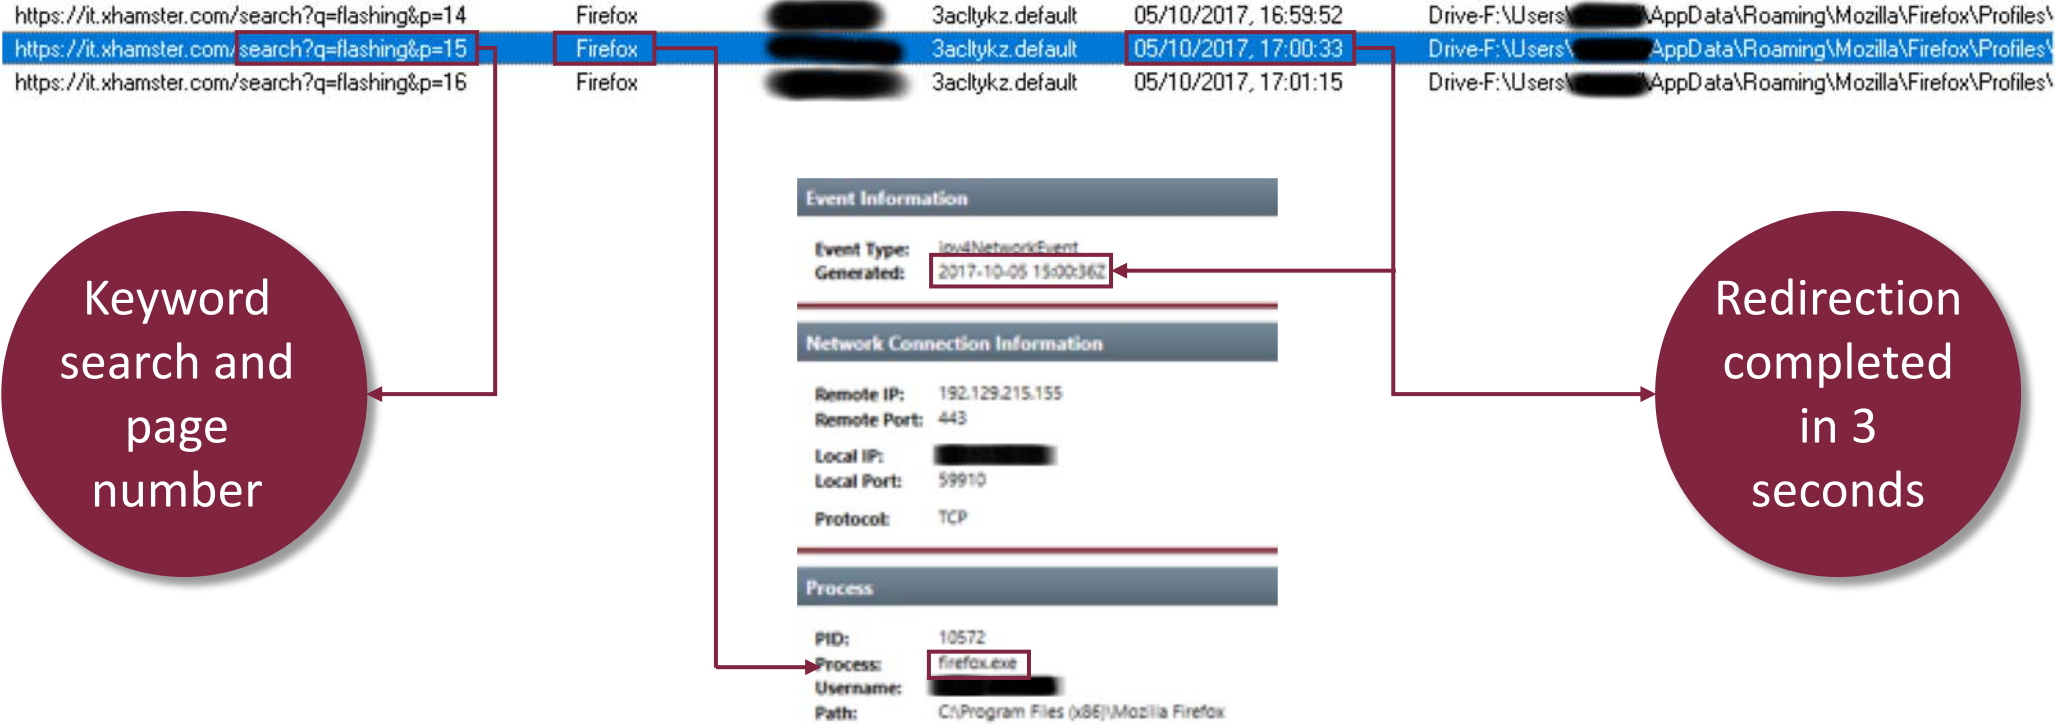 https://it.xhamster.com/search?q=flashing&p=14 Firefox 3acltykz.default 05/10/2017, 16:59:52 Drive-F:\Users\ \AppData\Roaming\Mozilla\Firefox\Profiles\
https://it.xhamster.com/search?q=flashing&p=15 Firefox 3acltykz.default 05/10/2017, 17:00:33 Drive-F:\Users\ AppData\Roaming\Mozilla\Firefox\Profiles\
https://it.xhamster.com/search?q=flashing&p=16 Firefox 3acltykz.default 05/10/2017, 17:01:15 Drive-F:\Users\ \AppData\Roaming\Mozilla\Firefox\Profiles\
Keyword
search and
page
number
Event Information
Event Type: ipv4NetworkEvent
Generated: 2017-10-05 15:00:36Z
Network Connection Information
Remote IP: 192.129.215.155
Remote Port: 443
Local IP:
Local Port: 59910
Protocol: TCP
Process
PID: 10572
Process: firefox.exe
Username:
Path: C:\Program Files (x86)\Mozilla Firefox
Redirection
completed
in 3
seconds